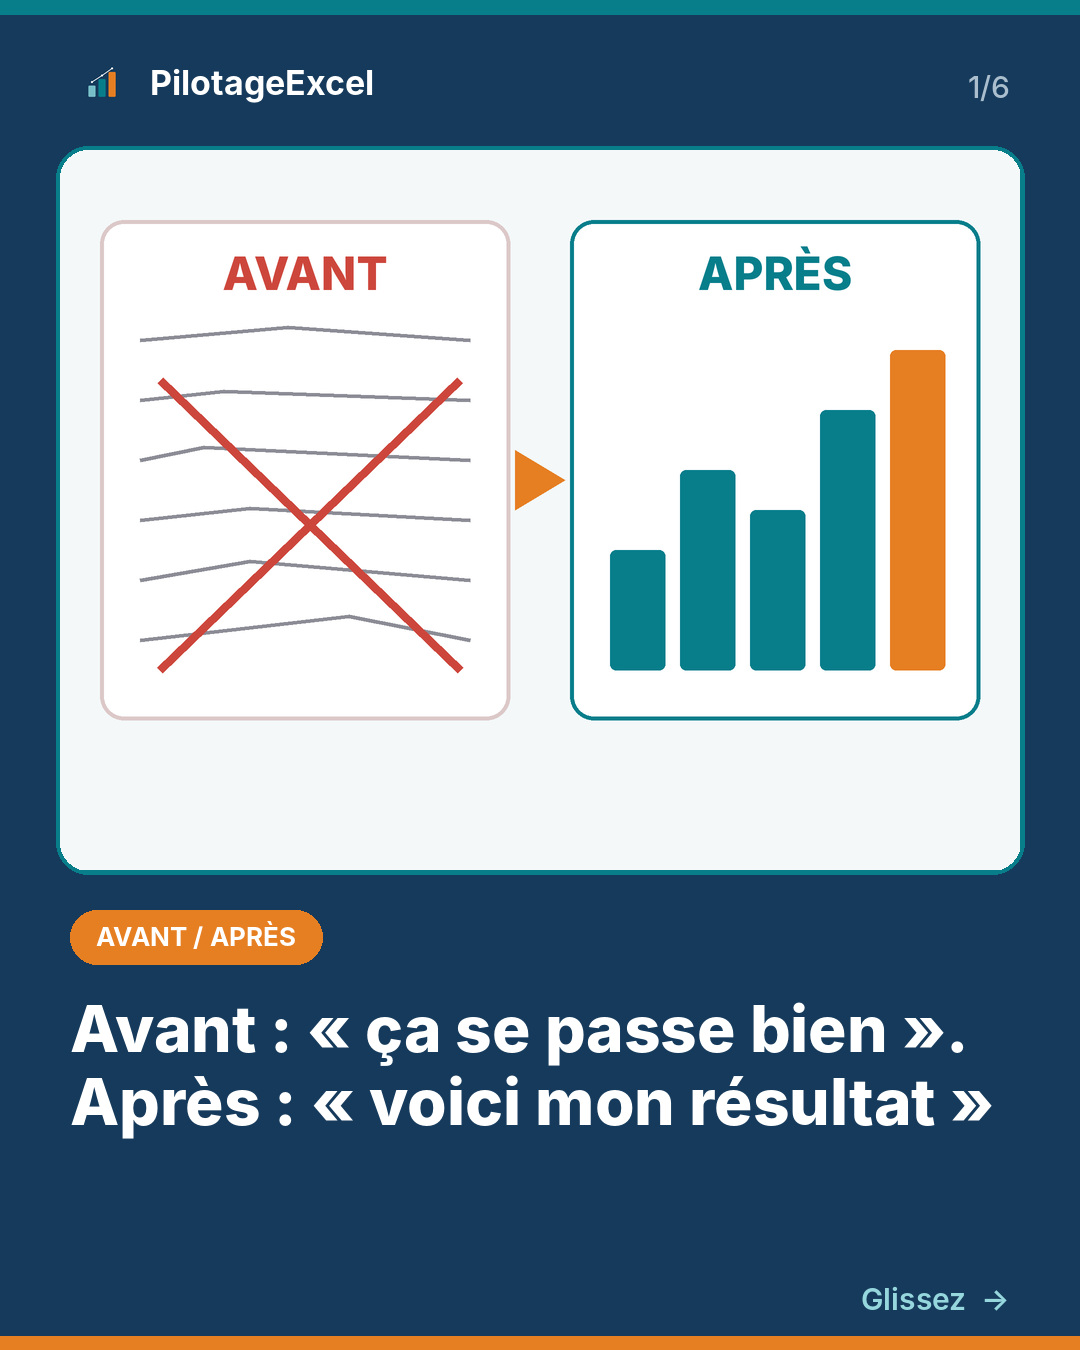 PilotageExcel
1/6
AVANT
APRÈS
AVANT / APRÈS
Avant : « ça se passe bien ».
Après : « voici mon résultat »
Glissez →